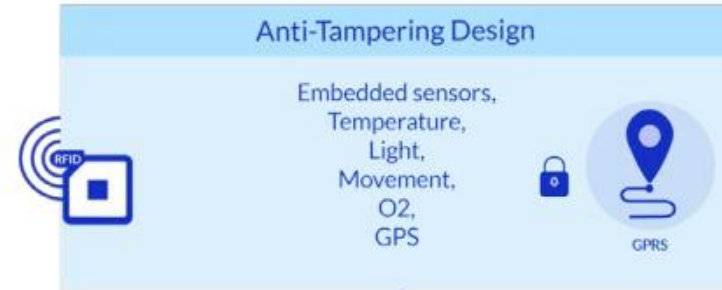 Anti-Tampering Design
Embedded sensors,
Temperature,
Light,
Movement,
O2,
GPS
RFID
GPRS